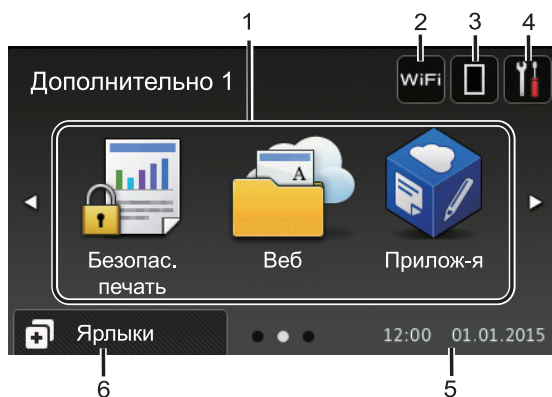 1 2 3 4
Дополнительно 1
WiFi
A
Безопас. печать
Веб
Прилож-я
Ярлыки
12:00 01.01.2015
6 5